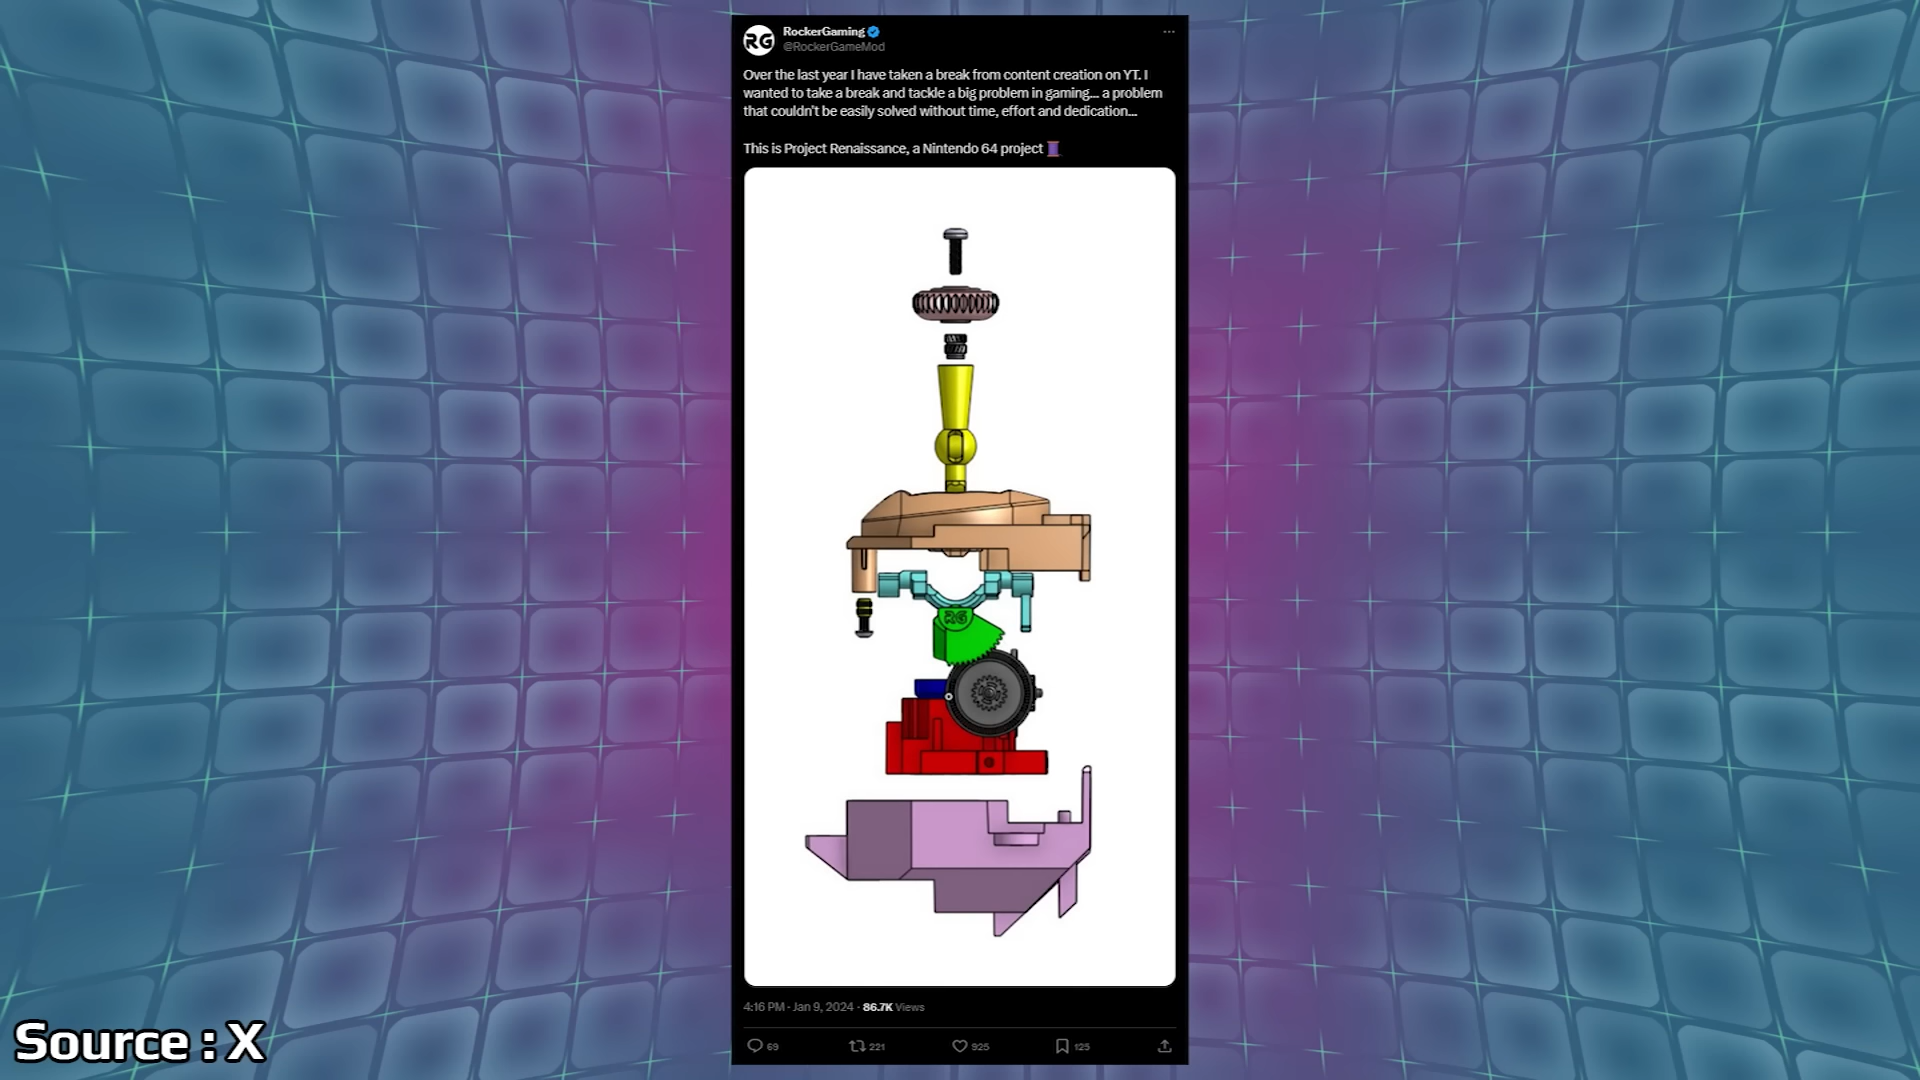 RG
RockerGaming
@RockerGameMod
Over the last year I have taken a break from content creation on YT. I
wanted to take a break and tackle a big problem in gaming... a problem
that couldn't be easily solved without time, effort and dedication...
This is Project Renaissance, a Nintendo 64 project
RG
4:16 PM · Jan 9, 2024 · 86.7K Views
69 221 925 125
Source : X